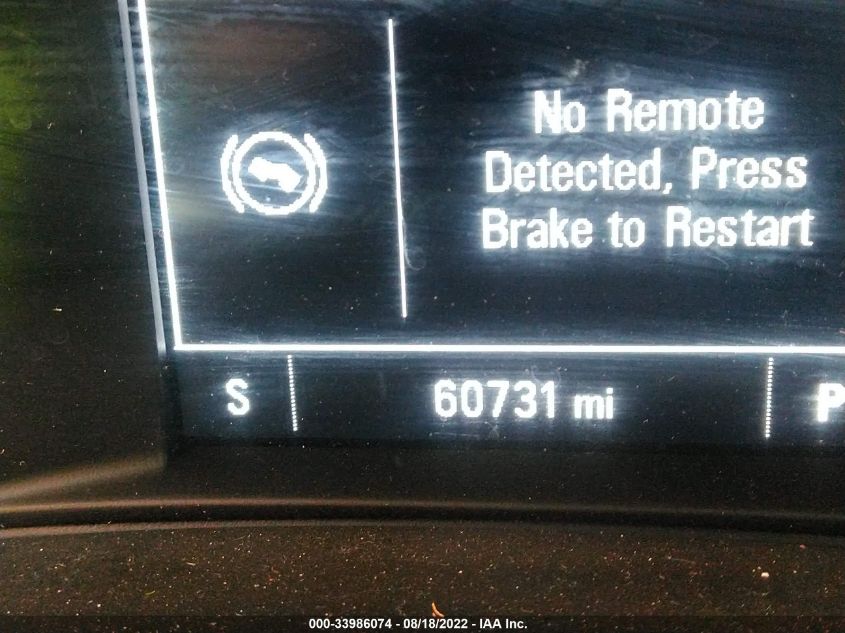 No Remote
Detected, Press
Brake to Restart
S 60731 mi P
000-33986074 - 08/18/2022 - IAA Inc.